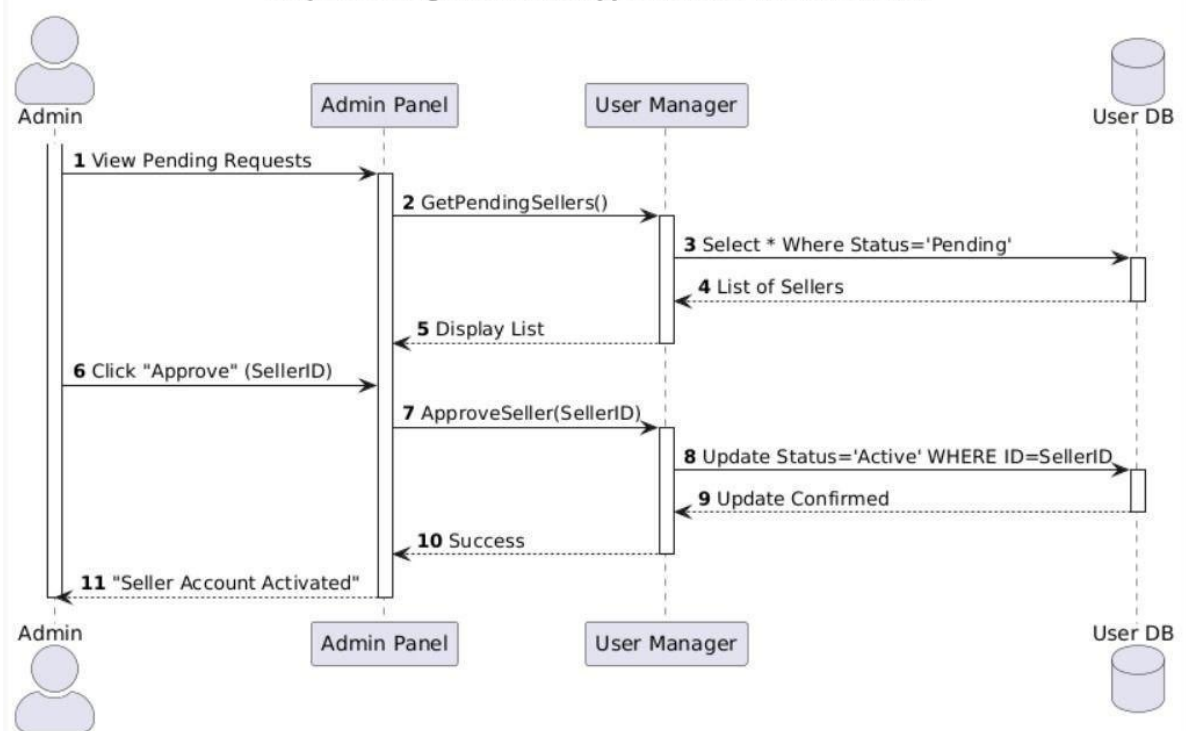 Admin
Admin Panel
User Manager
User DB
1 View Pending Requests
2 GetPendingSellers()
3 Select * Where Status='Pending'
4 List of Sellers
5 Display List
6 Click "Approve" (SellerID)
7 ApproveSeller(SellerID)
8 Update Status='Active' WHERE ID=SellerID
9 Update Confirmed
10 Success
11 "Seller Account Activated"
Admin
Admin Panel
User Manager
User DB